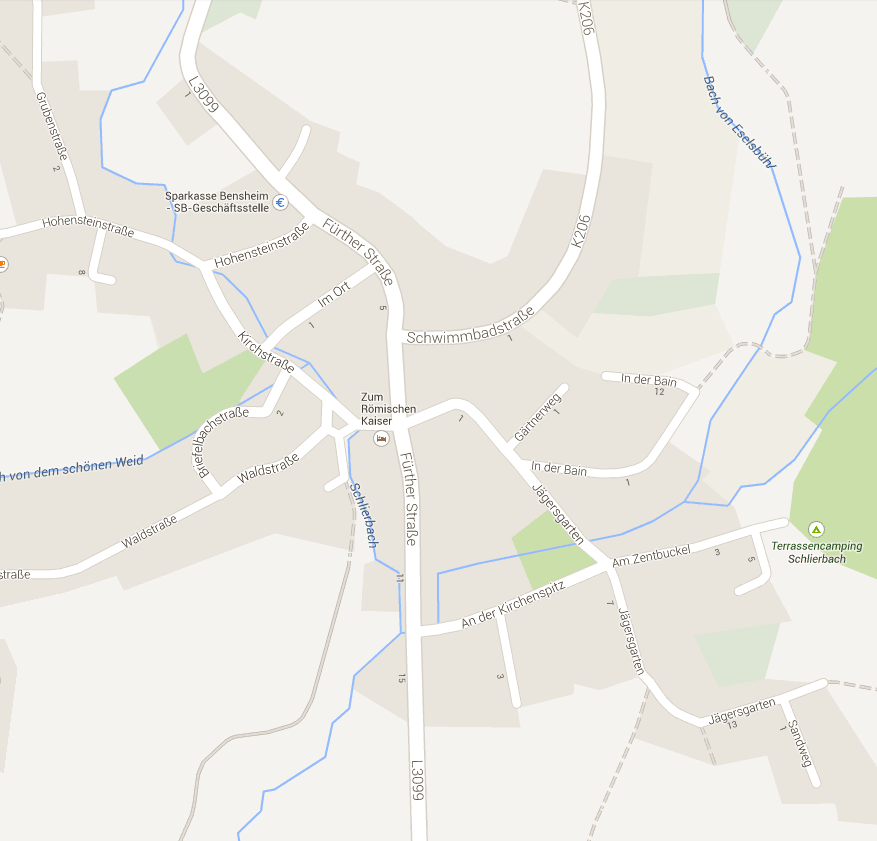 K206
L3099
1
Bach von Eselsbühl
Grubenstraße
2
Sparkasse Bensheim
- SB-Geschäftsstelle
€
Hohensteinstraße
Hohensteinstraße
Fürther Straße
K206
8
Im Ort
1
5
Schwimmbadstraße
1
Kirchstraße
In der Bain
12
Zum
Römischen
Kaiser
Gärtnerweg
1
1
Briefelbachstraße
2
h von dem schönen Weid
Waldstraße
In der Bain
1
Fürther Straße
Schlierbach
Jägersgarten
Waldstraße
Terrassencamping
Schlierbach
Am Zentbuckel
3
5
straße
11
An der Kirchenspitz
7
Jägersgarten
15
3
Jägersgarten
13
1
Sandweg
L3099